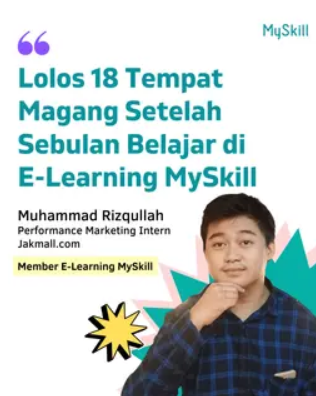 MySkill
Lolos 18 Tempat
Magang Setelah
Sebulan Belajar di
E-Learning MySkill
Muhammad Rizqullah
Performance Marketing Intern
Jakmall.com
Member E-Learning MySkill